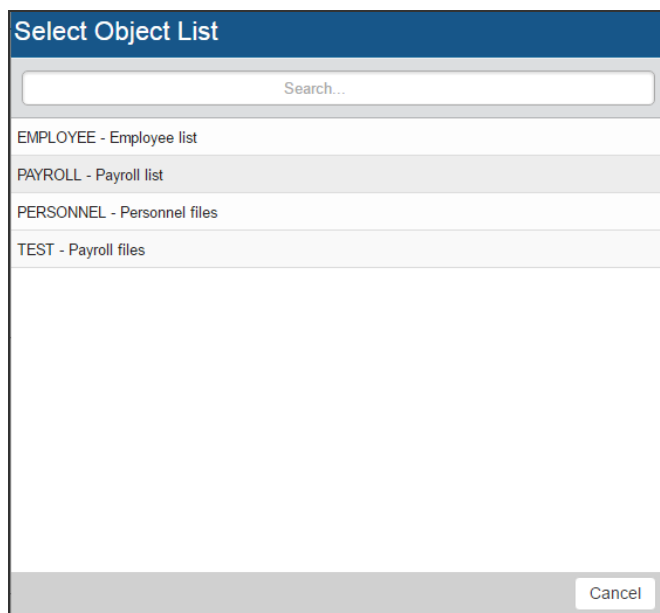 Select Object List
Search...
EMPLOYEE - Employee list
PAYROLL - Payroll list
PERSONNEL - Personnel files
TEST - Payroll files
Cancel